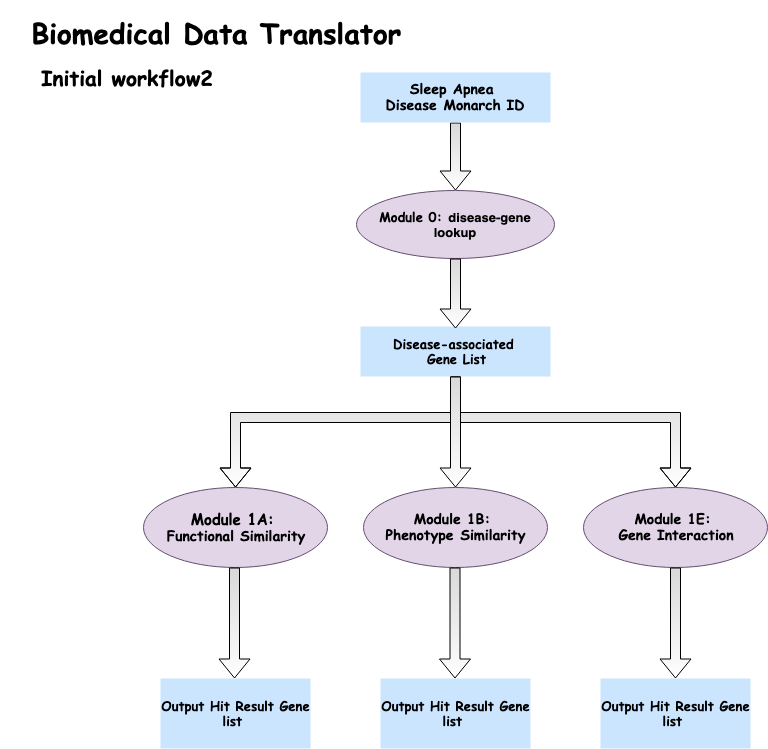 Biomedical Data Translator
Initial workflow2
Sleep Apnea
Disease Monarch ID
Module 0: disease-gene
lookup
Disease-associated
Gene List
Module 1A:
Functional Similarity
Module 1B:
Phenotype Similarity
Module 1E:
Gene Interaction
Output Hit Result Gene
list
Output Hit Result Gene
list
Output Hit Result Gene
list